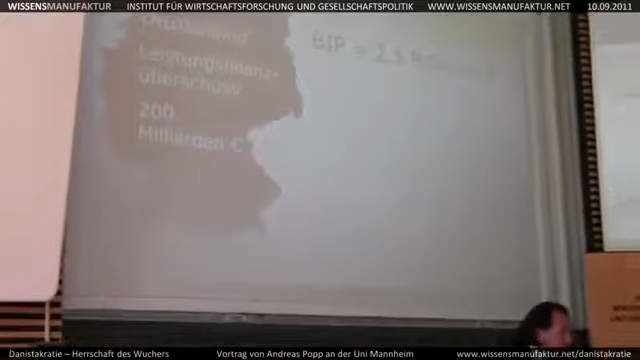 WISSENSMANUFAKTUR INSTITUT FÜR WIRTSCHAFTSFORSCHUNG UND GESELLSCHAFTSPOLITIK WWW.WISSENSMANUFAKTUR.NET 10.09.2011
Deutschland
Leistungsbilanz-
überschuss
200
Milliarden €
BIP =
Danistakratie – Herrschaft des Wuchers Vortrag von Andreas Popp an der Uni Mannheim www.wissensmanufaktur.net/danistakratie